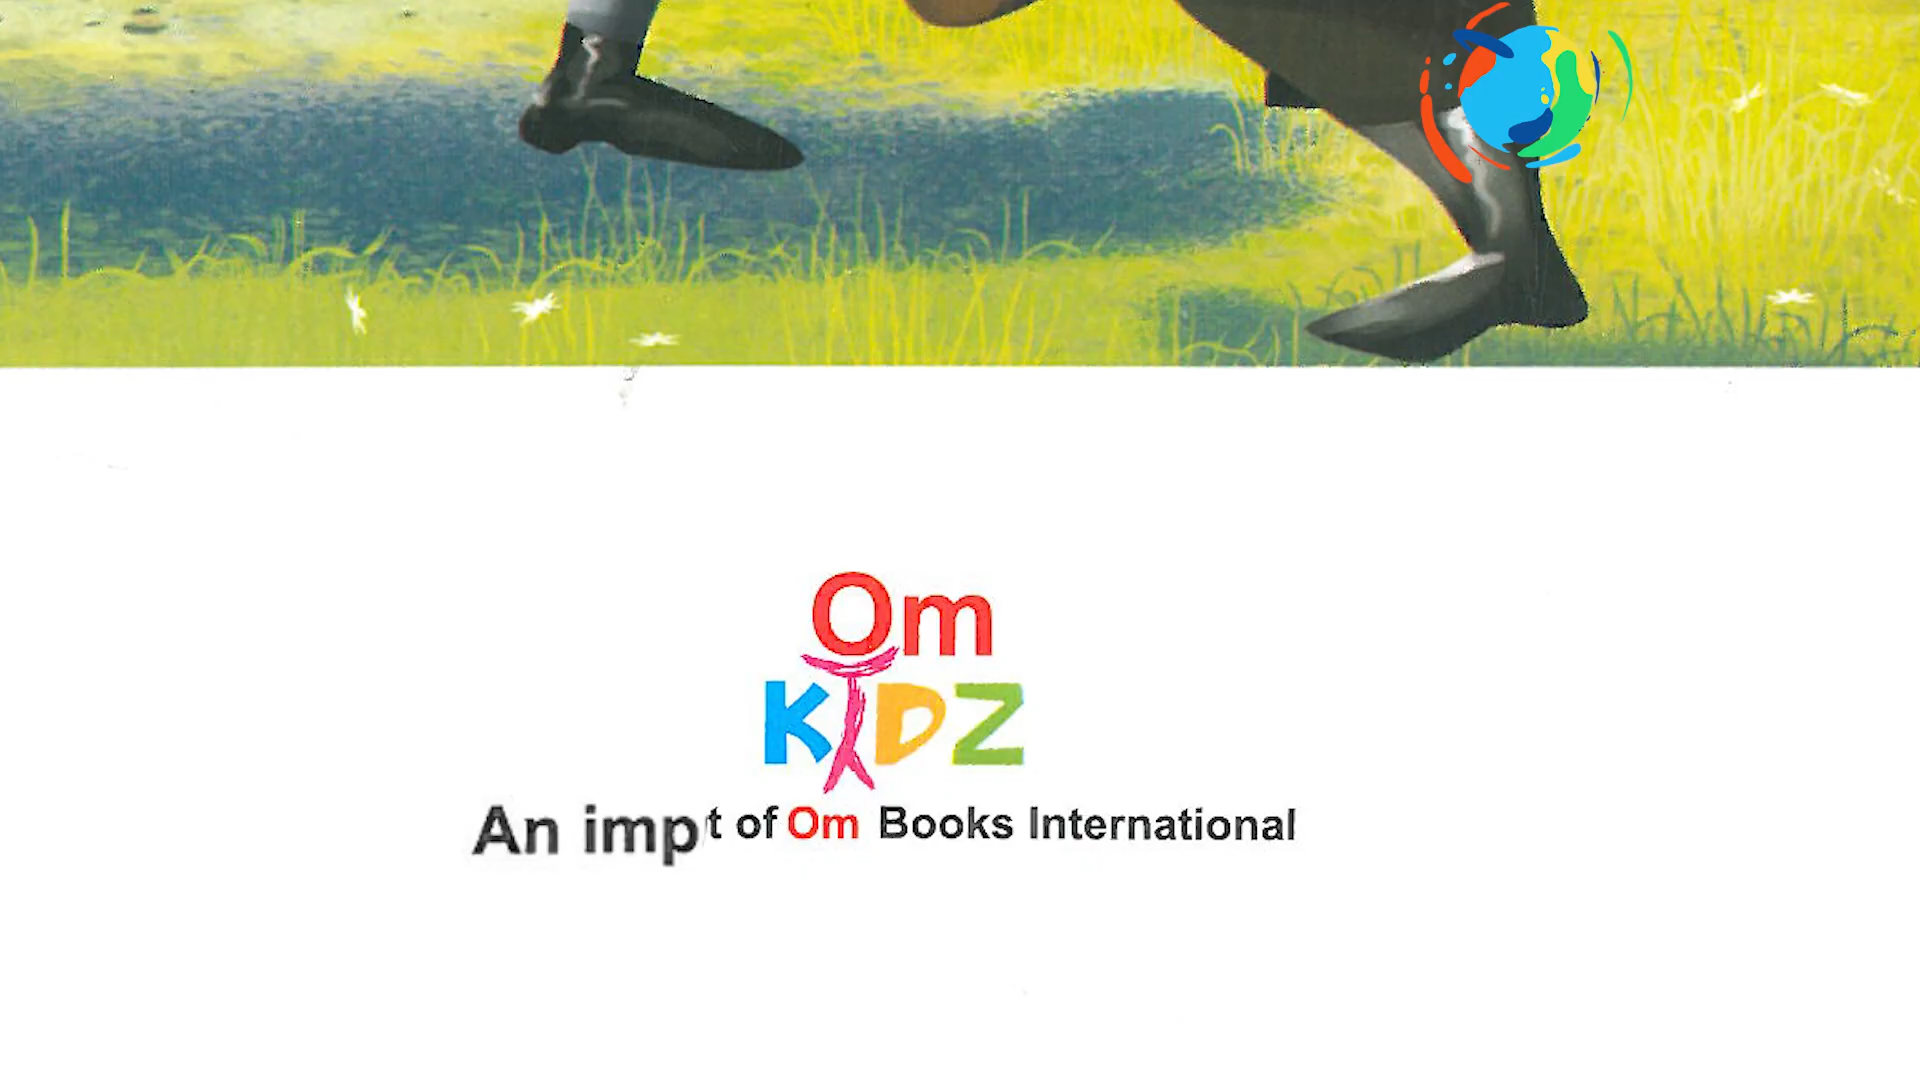 Om
KIDZ
An imp t of Om Books International